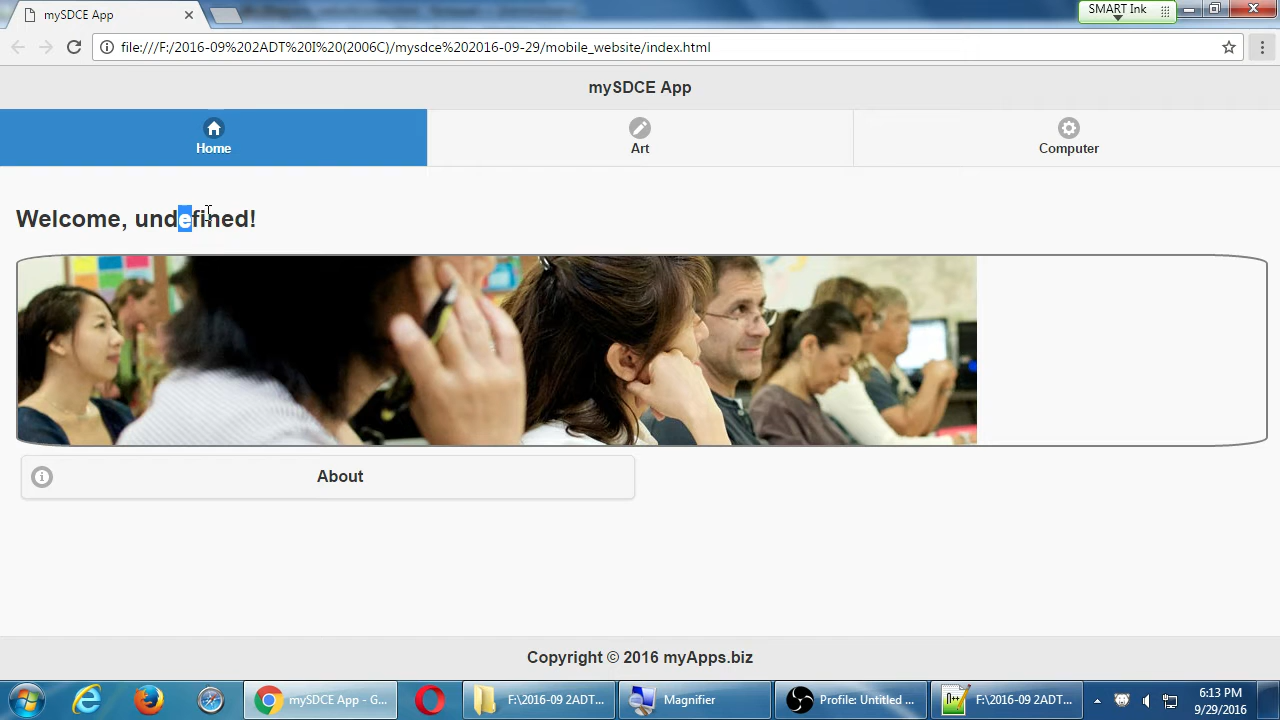 mySDCE App
SMART Ink
file:///F:/2016-09%202ADT%20I%20(2006C)/mysdce%202016-09-29/mobile_website/index.html
mySDCE App
Home
Art
Computer
Welcome, undefined!
About
Copyright © 2016 myApps.biz
mySDCE App - G...
F:\2016-09 2ADT...
Magnifier
Profile: Untitled ...
F:\2016-09 2ADT...
6:13 PM
9/29/2016